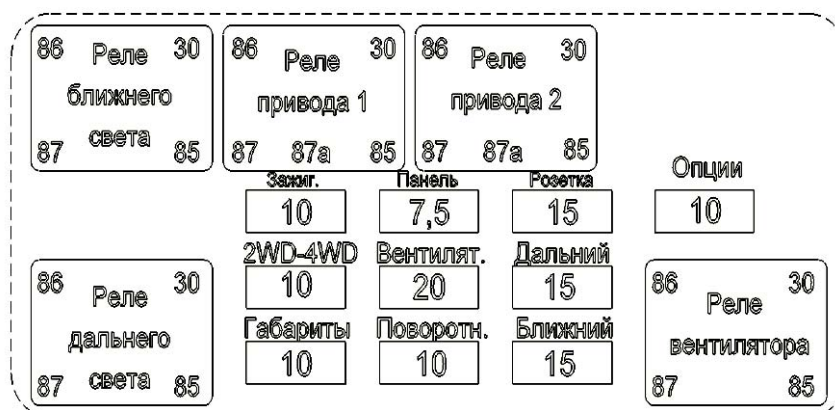 86 Реле 30
ближнего
света
87 85
86 Реле 30
привода 1
87 87а 85
86 Реле 30
привода 2
87 87а 85
Зажиг. Панель Розетка Опции
10 7,5 15 10
2WD-4WD Вентилят. Дальний
10 20 15
Габариты Поворотн. Ближний
10 10 15
86 Реле 30
дальнего
87 света 85
86 Реле 30
вентилятора
87 85